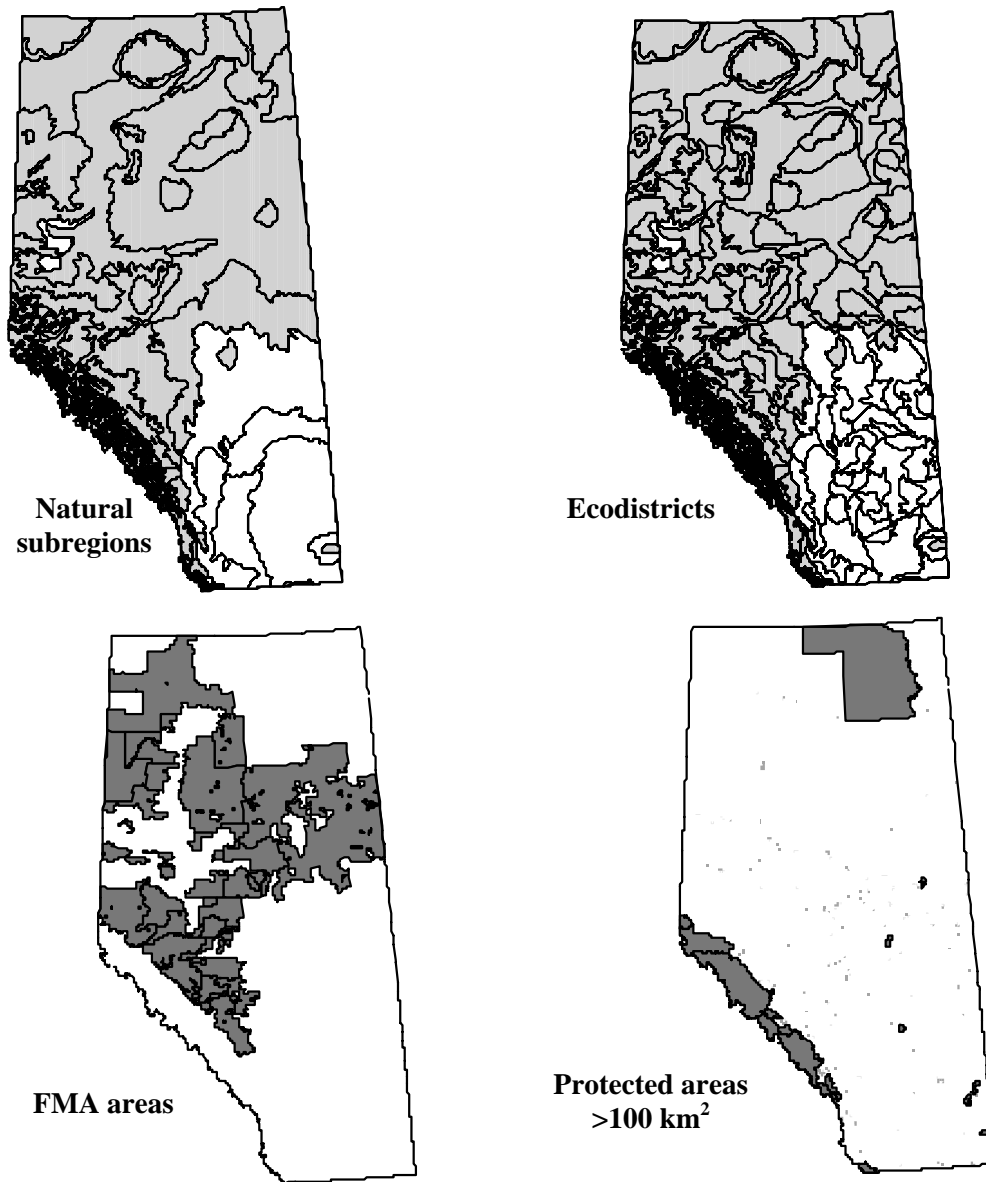 Natural
subregions
Ecodistricts
FMA areas
Protected areas
>100 km²